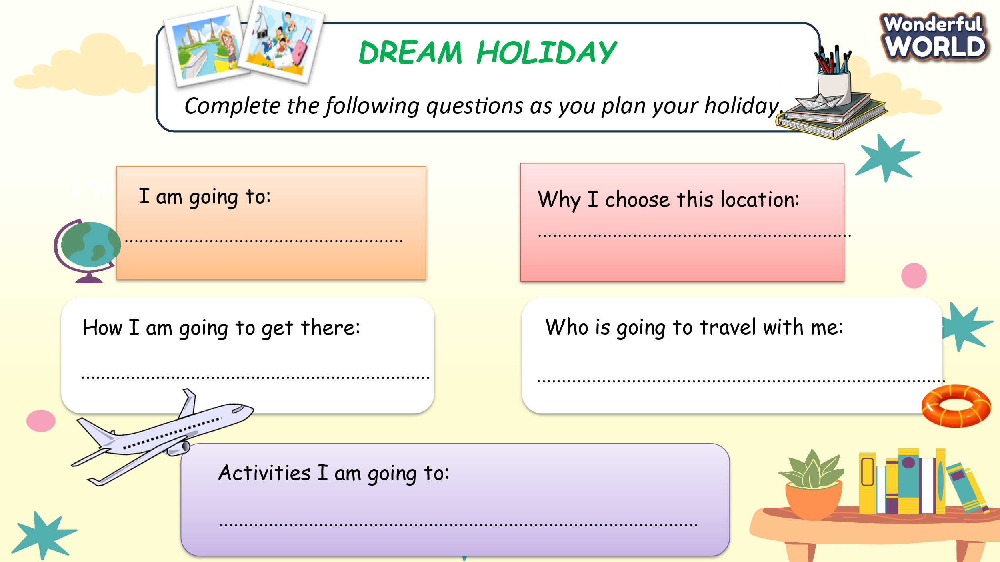 Wonderful
WORLD
DREAM HOLIDAY
Complete the following questions as you plan your holiday.
I W
I am going to:
........................................................
Why I choose this location:
...............................................................
How I am going to get there:
......................................................................
Who is going to travel with me:
..................................................................................
Activities I am going to:
................................................................................................